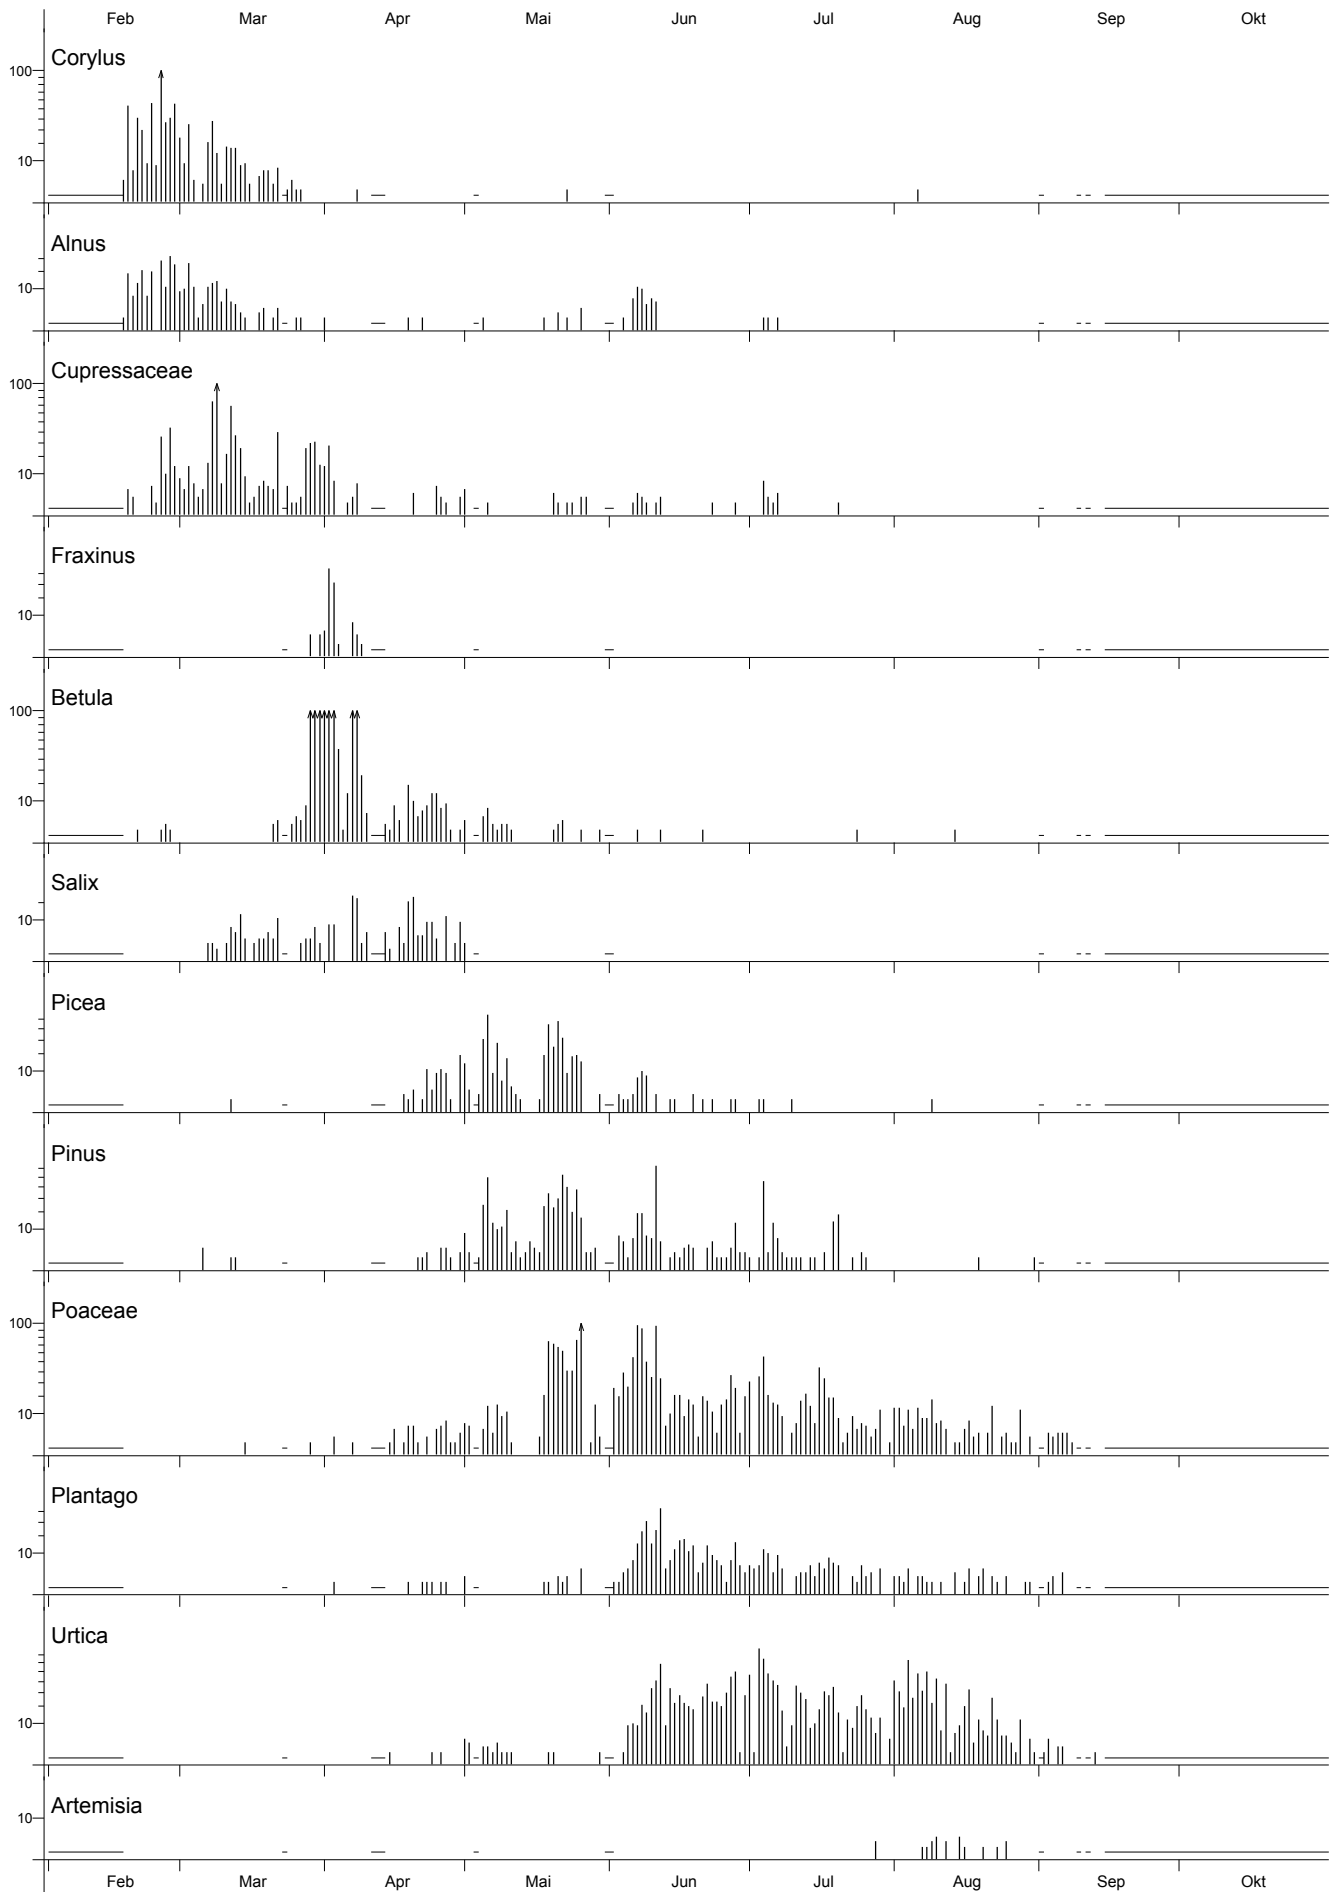 Feb Mar Apr Mai Jun Jul Aug Sep Okt
Corylus
100
10
Alnus
10
Cupressaceae
100
10
Fraxinus
10
Betula
100
10
Salix
10
Picea
10
Pinus
10
Poaceae
100
10
Plantago
10
Urtica
10
Artemisia
10
Feb Mar Apr Mai Jun Jul Aug Sep Okt